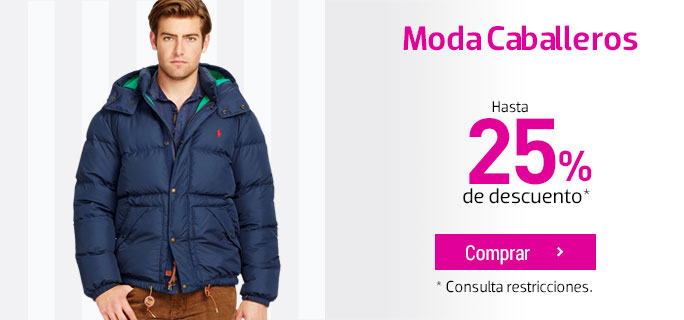 Moda Caballeros
Hasta
25%
de descuento*
Comprar >
* Consulta restricciones.